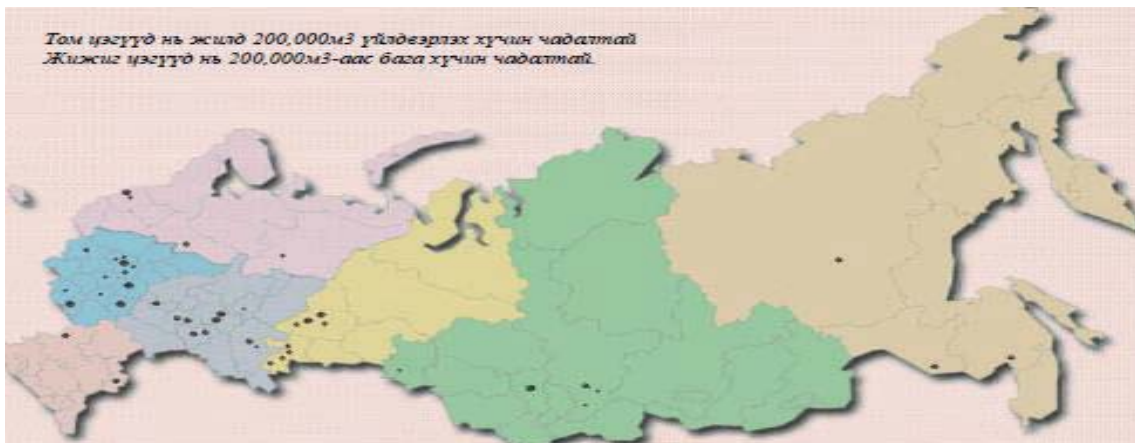 Том цэгүүд нь жилд 200,000м3 үйлдвэрлэх хүчин чадалтай
Жижиг цэгүүд нь 200,000м3-аас бага хүчин чадалтай.